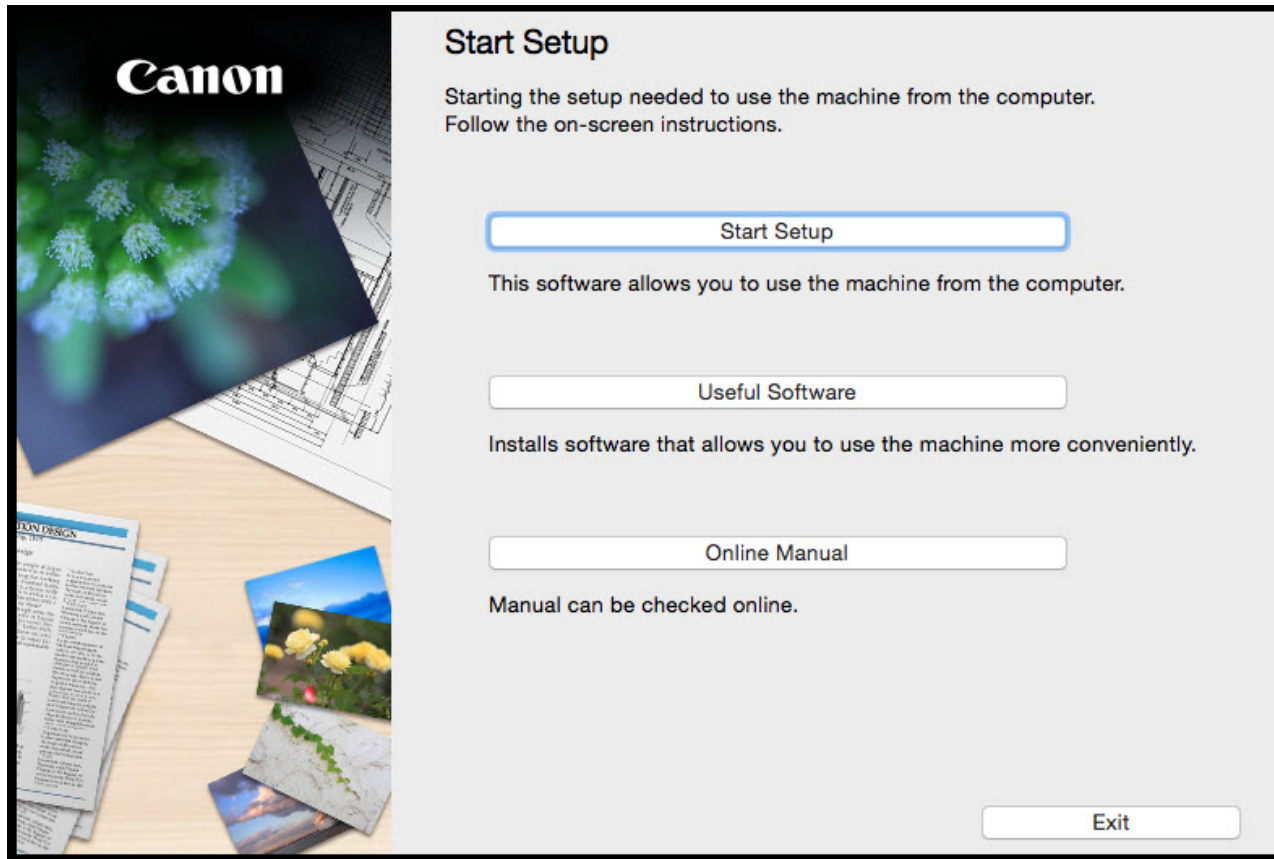 Canon
Start Setup
Starting the setup needed to use the machine from the computer.
Follow the on-screen instructions.
Start Setup
This software allows you to use the machine from the computer.
Useful Software
Installs software that allows you to use the machine more conveniently.
Online Manual
Manual can be checked online.
TION DESIGN
Exit